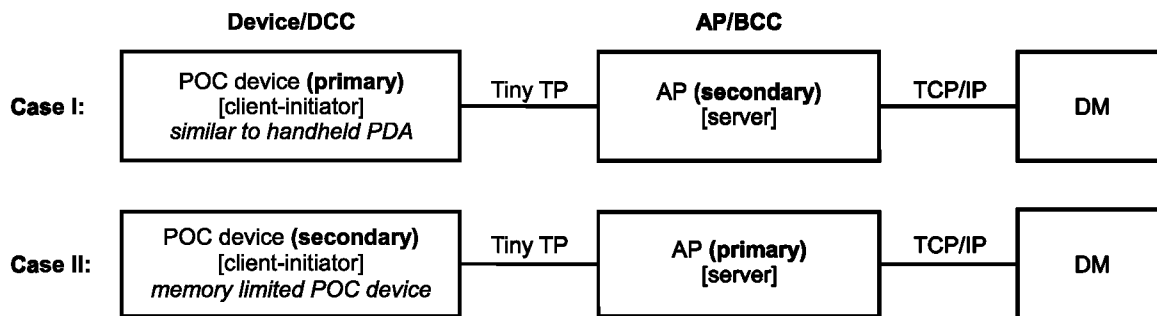 Device/DCC AP/BCC
Case I:
POC device (primary)
[client-initiator]
similar to handheld PDA
Tiny TP
AP (secondary)
[server]
TCP/IP
DM
Case II:
POC device (secondary)
[client-initiator]
memory limited POC device
Tiny TP
AP (primary)
[server]
TCP/IP
DM